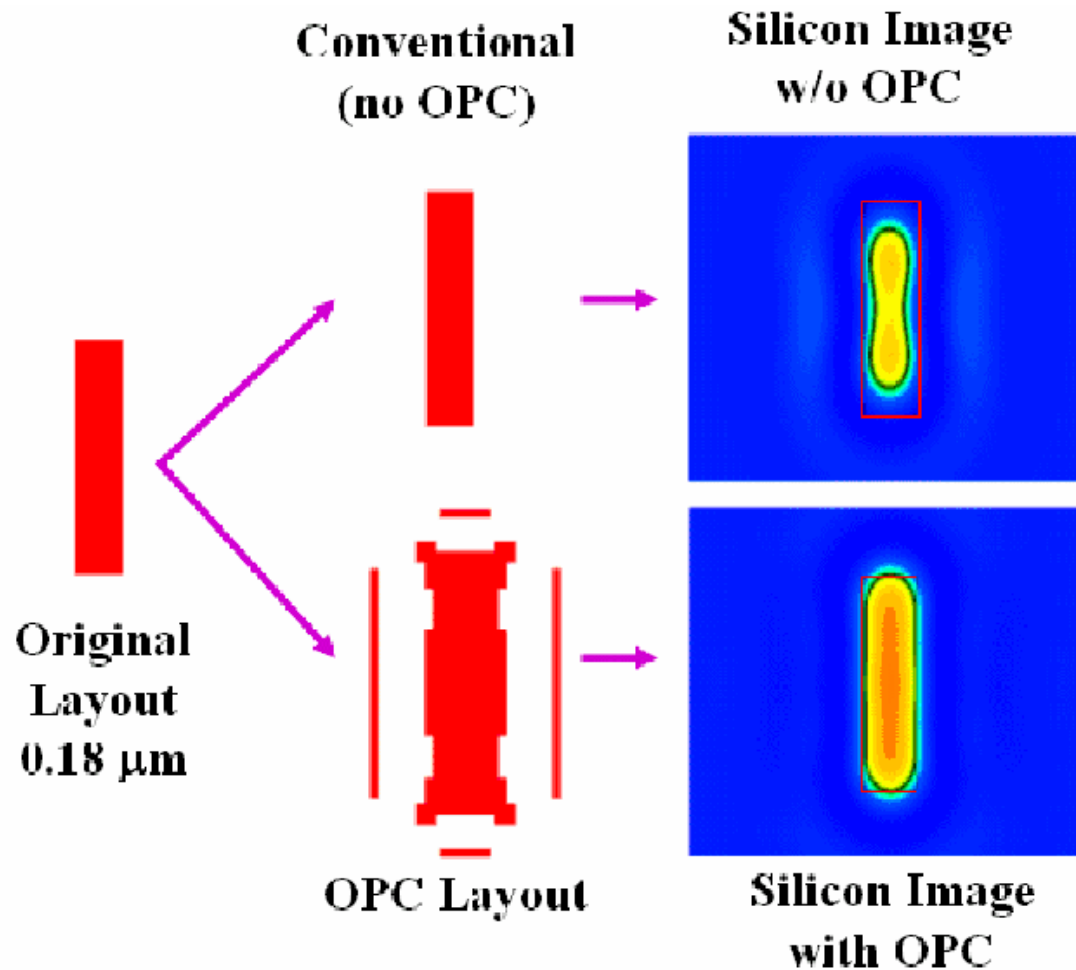 Conventional
(no OPC)
Silicon Image
w/o OPC
Original
Layout
0.18 μm
OPC Layout
Silicon Image
with OPC